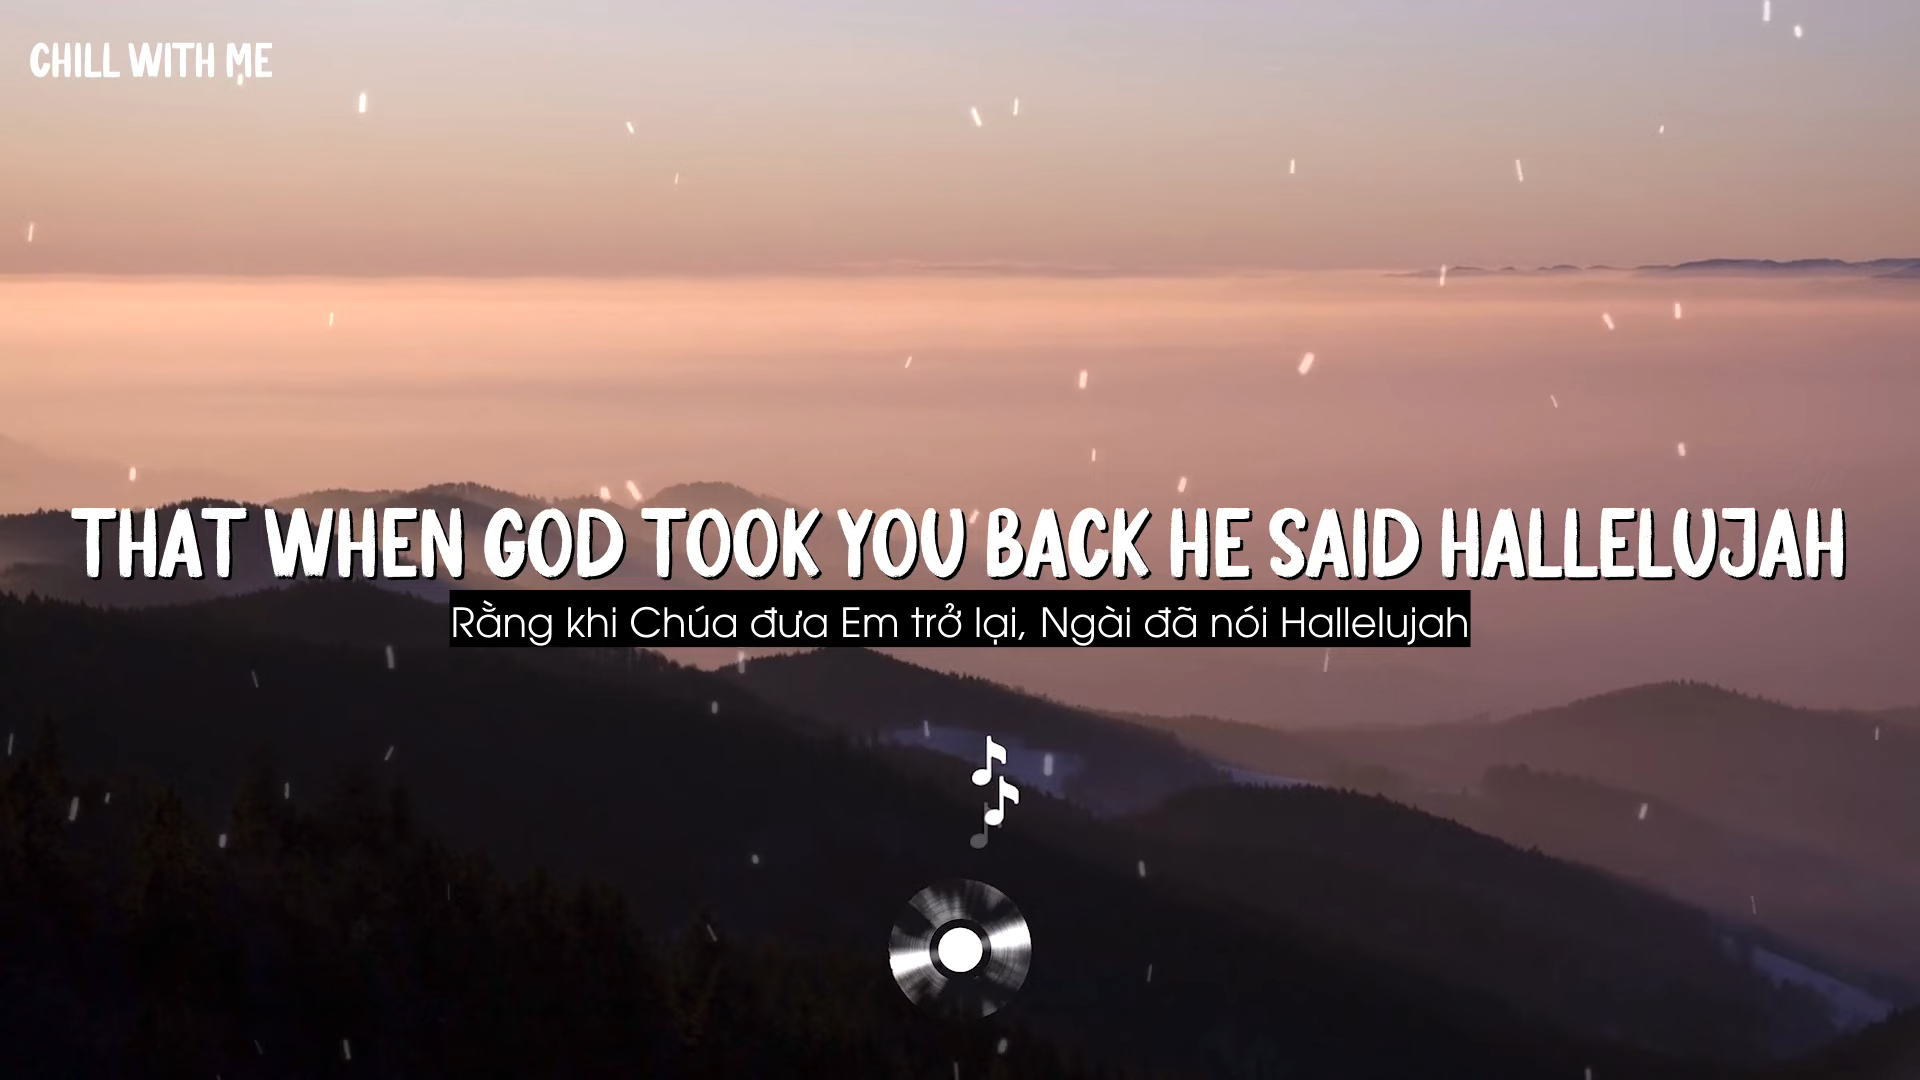 CHILL WITH ME
THAT WHEN GOD TOOK YOU BACK HE SAID HALLELUJAH
Rằng khi Chúa đưa Em trở lại, Ngài đã nói Hallelujah